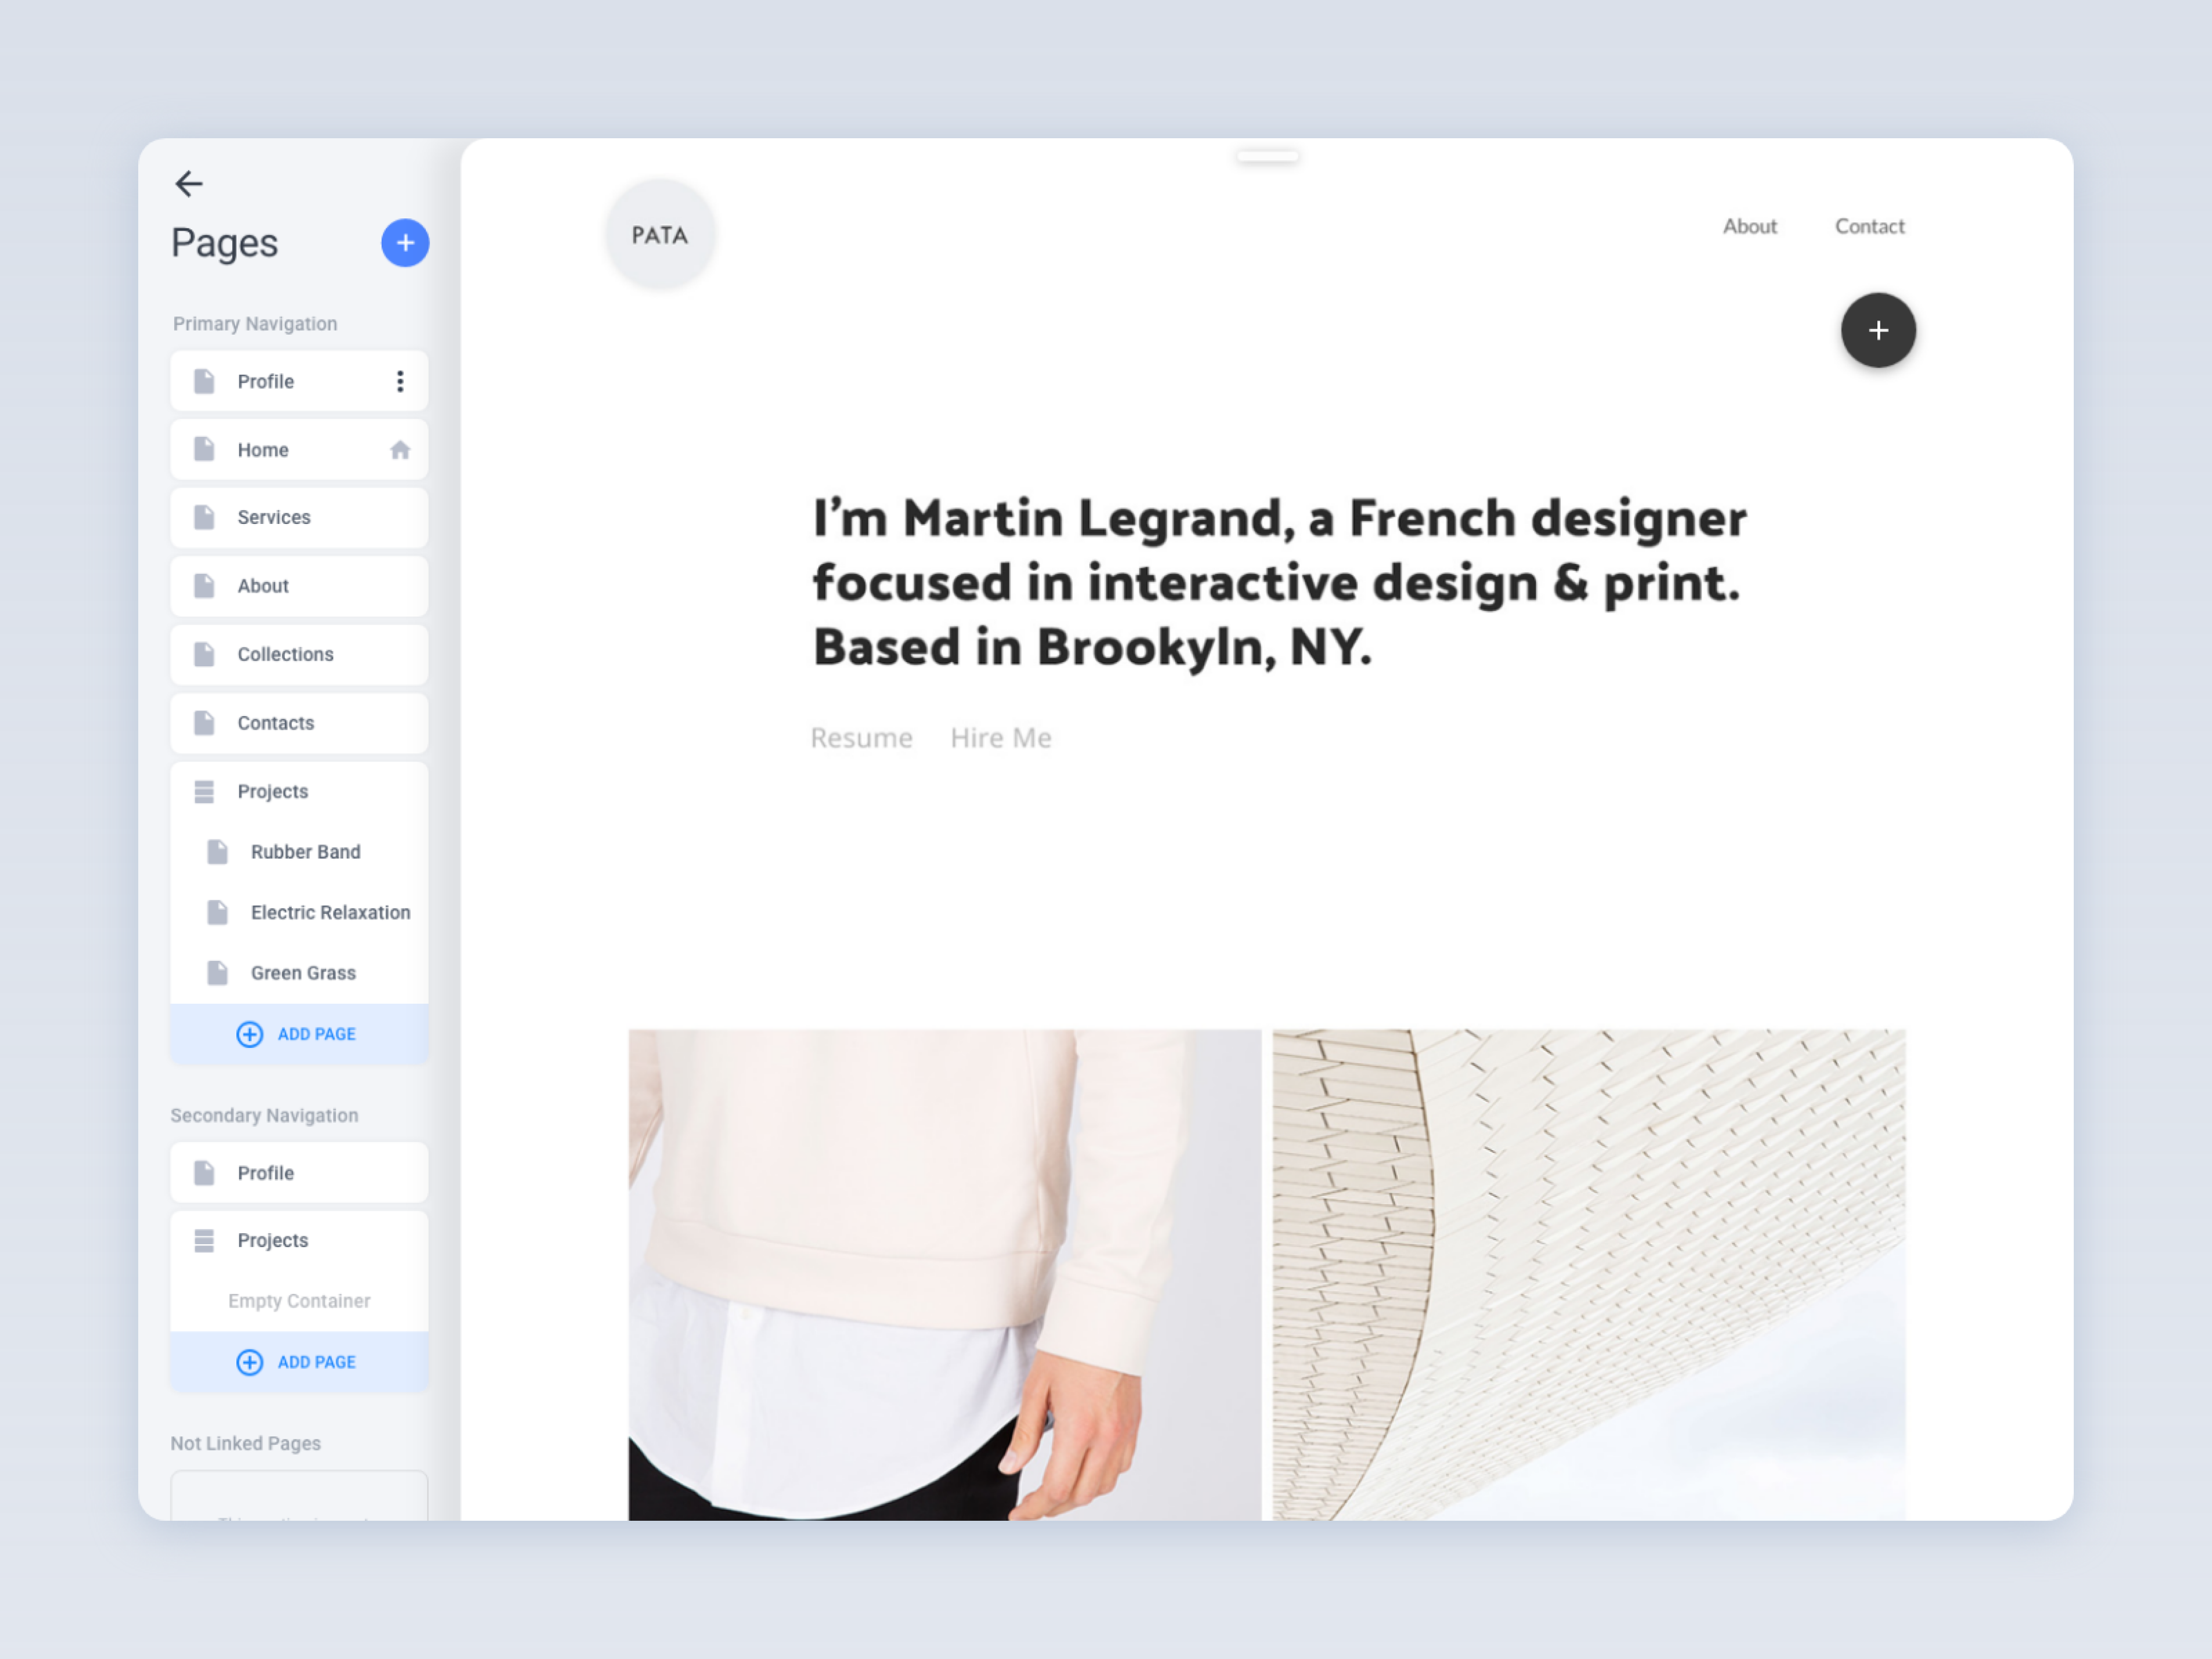 Pages
Primary Navigation
Profile
Home
Services
About
Collections
Contacts
Projects
Rubber Band
Electric Relaxation
Green Grass
ADD PAGE
Secondary Navigation
Profile
Projects
Empty Container
ADD PAGE
Not Linked Pages
PATA
About
Contact
I’m Martin Legrand, a French designer
focused in interactive design & print.
Based in Brookyln, NY.
Resume
Hire Me